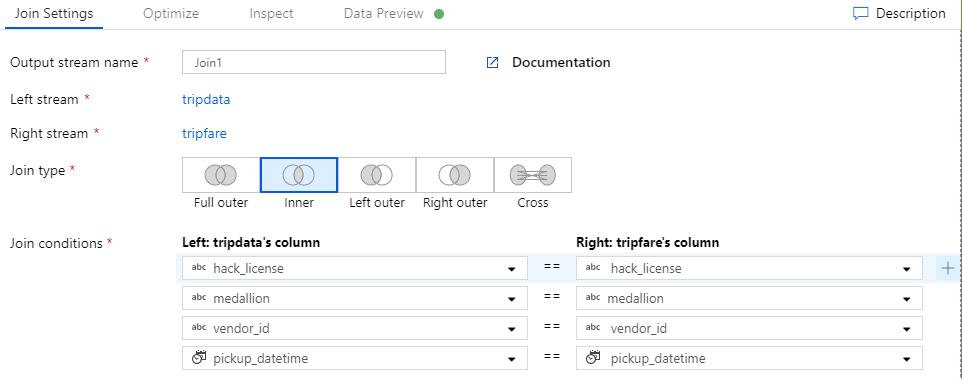 Join Settings Optimize Inspect Data Preview Description
Output stream name * Join1 Documentation
Left stream * tripdata
Right stream * tripfare
Join type *
Full outer Inner Left outer Right outer Cross
Join conditions * Left: tripdata's column Right: tripfare's column
abc hack_license == abc hack_license +
abc medallion == abc medallion
abc vendor_id == abc vendor_id
pickup_datetime == pickup_datetime